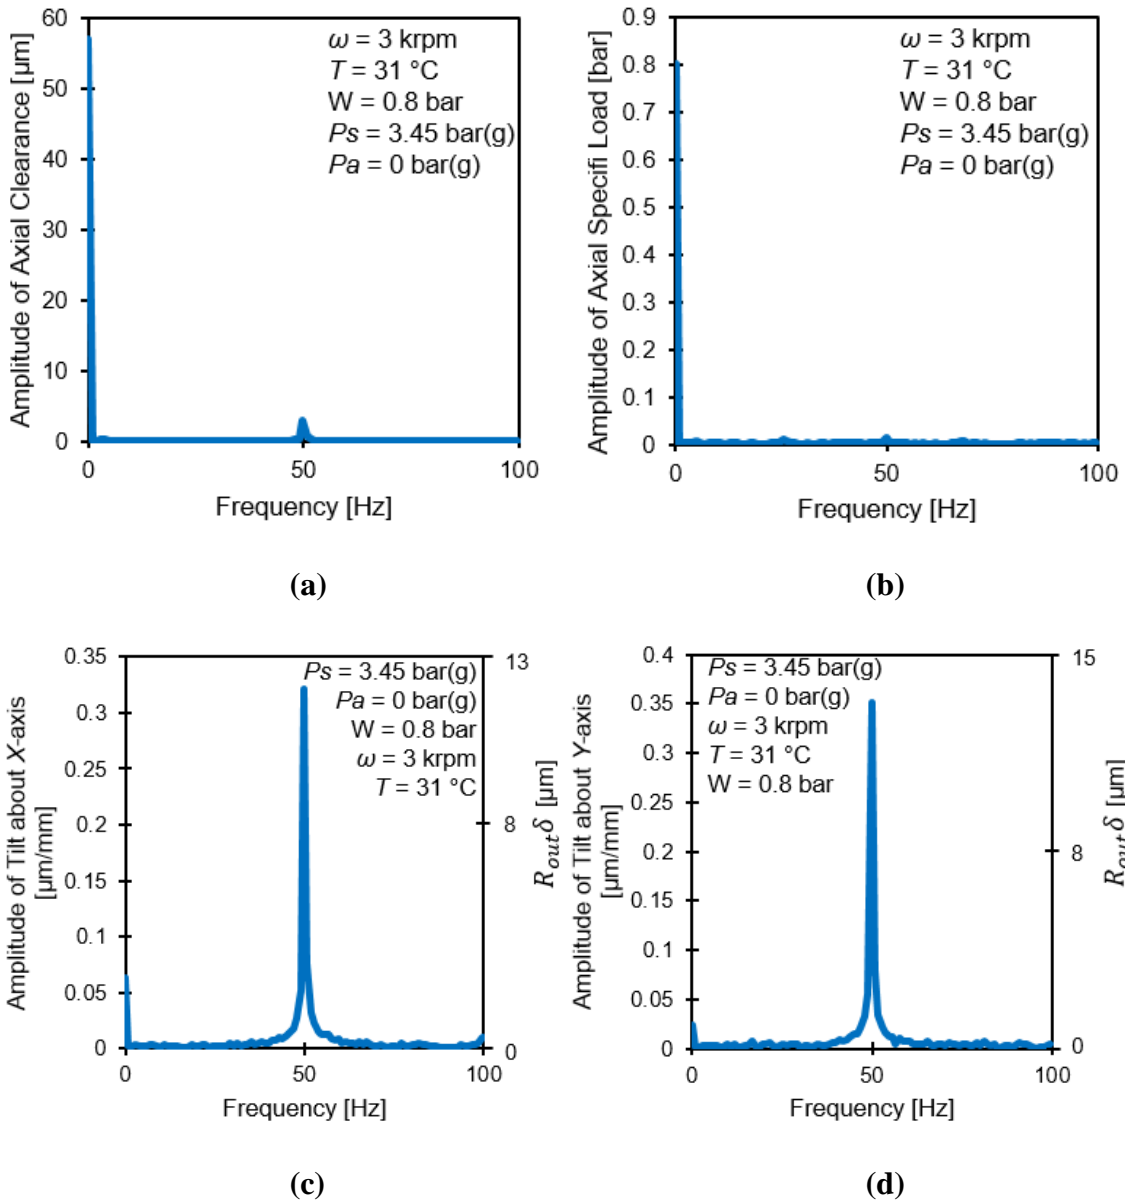 Amplitude of Axial Clearance [µm]
60
50
40
30
20
10
0
ω = 3 krpm
T = 31 °C
W = 0.8 bar
Ps = 3.45 bar(g)
Pa = 0 bar(g)
0
50
100
Frequency [Hz]
(a)
Amplitude of Axial Specifi Load [bar]
0.9
0.8
0.7
0.6
0.5
0.4
0.3
0.2
0.1
0
ω = 3 krpm
T = 31 °C
W = 0.8 bar
Ps = 3.45 bar(g)
Pa = 0 bar(g)
0
50
100
Frequency [Hz]
(b)
Amplitude of Tilt about X-axis
[µm/mm]
0.35
0.3
0.25
0.2
0.15
0.1
0.05
0
Ps = 3.45 bar(g)
Pa = 0 bar(g)
W = 0.8 bar
ω = 3 krpm
T = 31 °C
13
8
0
R_out δ [µm]
0
50
100
Frequency [Hz]
(c)
Amplitude of Tilt about Y-axis
[µm/mm]
0.4
0.35
0.3
0.25
0.2
0.15
0.1
0.05
0
Ps = 3.45 bar(g)
Pa = 0 bar(g)
ω = 3 krpm
T = 31 °C
W = 0.8 bar
15
8
0
R_out δ [µm]
0
50
100
Frequency [Hz]
(d)